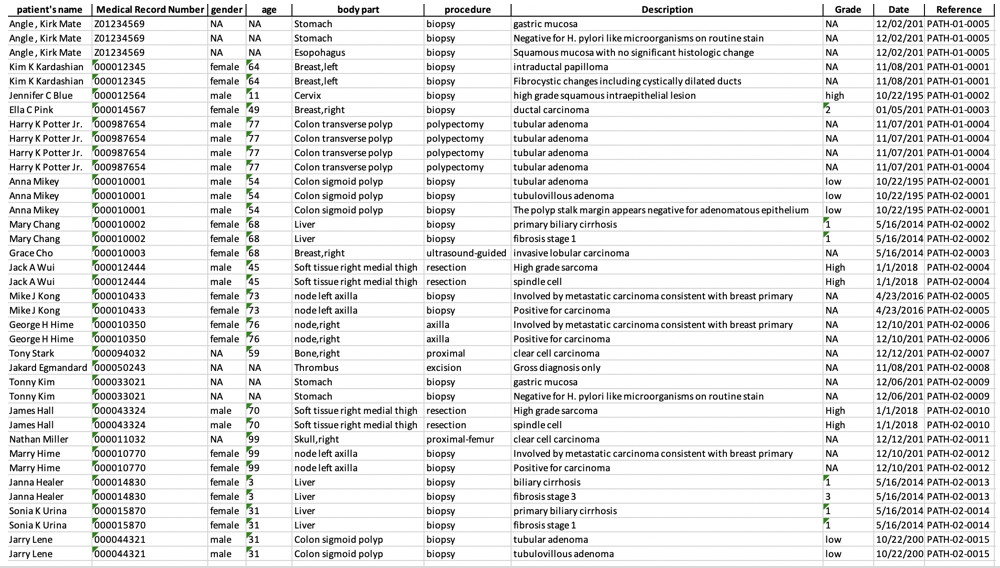 patient's name Medical Record Number gender age body part procedure Description Grade Date Reference
Angle , Kirk Mate Z01234569 NA NA Stomach biopsy gastric mucosa NA 12/02/201 PATH-01-0005
Angle , Kirk Mate Z01234569 NA NA Stomach biopsy Negative for H. pylori like microorganisms on routine stain NA 12/02/201 PATH-01-0005
Angle , Kirk Mate Z01234569 NA NA Esopohagus biopsy Squamous mucosa with no significant histologic change NA 12/02/201 PATH-01-0005
Kim K Kardashian 000012345 female 64 Breast,left biopsy intraductal papilloma NA 11/08/201 PATH-01-0001
Kim K Kardashian 000012345 female 64 Breast,left biopsy Fibrocystic changes including cystically dilated ducts NA 11/08/201 PATH-01-0001
Jennifer C Blue 000012564 male 11 Cervix biopsy high grade squamous intraepithelial lesion high 10/22/195 PATH-01-0002
Ella C Pink 000014567 female 49 Breast,right biopsy ductal carcinoma 2 01/05/201 PATH-01-0003
Harry K Potter Jr. 000987654 male 77 Colon transverse polyp polypectomy tubular adenoma NA 11/07/201 PATH-01-0004
Harry K Potter Jr. 000987654 male 77 Colon transverse polyp polypectomy tubular adenoma NA 11/07/201 PATH-01-0004
Harry K Potter Jr. 000987654 male 77 Colon transverse polyp polypectomy tubular adenoma NA 11/07/201 PATH-01-0004
Harry K Potter Jr. 000987654 male 77 Colon transverse polyp polypectomy tubular adenoma NA 11/07/201 PATH-01-0004
Anna Mikey 000010001 male 54 Colon sigmoid polyp biopsy tubular adenoma low 10/22/195 PATH-02-0001
Anna Mikey 000010001 male 54 Colon sigmoid polyp biopsy tubulovillous adenoma low 10/22/195 PATH-02-0001
Anna Mikey 000010001 male 54 Colon sigmoid polyp biopsy The polyp stalk margin appears negative for adenomatous epithelium low 10/22/195 PATH-02-0001
Mary Chang 000010002 female 68 Liver biopsy primary biliary cirrhosis 1 5/16/2014 PATH-02-0002
Mary Chang 000010002 female 68 Liver biopsy fibrosis stage 1 1 5/16/2014 PATH-02-0002
Grace Cho 000010003 female 68 Breast,right ultrasound-guided invasive lobular carcinoma NA 5/16/2014 PATH-02-0003
Jack A Wui 000012444 male 45 Soft tissue right medial thigh resection High grade sarcoma High 1/1/2018 PATH-02-0004
Jack A Wui 000012444 male 45 Soft tissue right medial thigh resection spindle cell High 1/1/2018 PATH-02-0004
Mike J Kong 000010433 female 73 node left axilla biopsy Involved by metastatic carcinoma consistent with breast primary NA 4/23/2016 PATH-02-0005
Mike J Kong 000010433 female 73 node left axilla biopsy Positive for carcinoma NA 4/23/2016 PATH-02-0005
George H Hime 000010350 female 76 node,right axilla Involved by metastatic carcinoma consistent with breast primary NA 12/10/201 PATH-02-0006
George H Hime 000010350 female 76 node,right axilla Positive for carcinoma NA 12/10/201 PATH-02-0006
Tony Stark 000094032 NA 59 Bone,right proximal clear cell carcinoma NA 12/12/201 PATH-02-0007
Jakard Egmandard 000050243 NA NA Thrombus excision Gross diagnosis only NA 11/08/201 PATH-02-0008
Tonny Kim 000033021 NA NA Stomach biopsy gastric mucosa NA 12/06/201 PATH-02-0009
Tonny Kim 000033021 NA NA Stomach biopsy Negative for H. pylori like microorganisms on routine stain NA 12/06/201 PATH-02-0009
James Hall 000043324 male 70 Soft tissue right medial thigh resection High grade sarcoma High 1/1/2018 PATH-02-0010
James Hall 000043324 male 70 Soft tissue right medial thigh resection spindle cell High 1/1/2018 PATH-02-0010
Nathan Miller 000011032 NA 99 Skull,right proximal-femur clear cell carcinoma NA 12/12/201 PATH-02-0011
Marry Hime 000010770 female 99 node left axilla biopsy Involved by metastatic carcinoma consistent with breast primary NA 12/10/201 PATH-02-0012
Marry Hime 000010770 female 99 node left axilla biopsy Positive for carcinoma NA 12/10/201 PATH-02-0012
Janna Healer 000014830 female 3 Liver biopsy biliary cirrhosis 1 5/16/2014 PATH-02-0013
Janna Healer 000014830 female 3 Liver biopsy fibrosis stage 3 3 5/16/2014 PATH-02-0013
Sonia K Urina 000015870 female 31 Liver biopsy primary biliary cirrhosis 1 5/16/2014 PATH-02-0014
Sonia K Urina 000015870 female 31 Liver biopsy fibrosis stage 1 1 5/16/2014 PATH-02-0014
Jarry Lene 000044321 male 31 Colon sigmoid polyp biopsy tubular adenoma low 10/22/200 PATH-02-0015
Jarry Lene 000044321 male 31 Colon sigmoid polyp biopsy tubulovillous adenoma low 10/22/200 PATH-02-0015